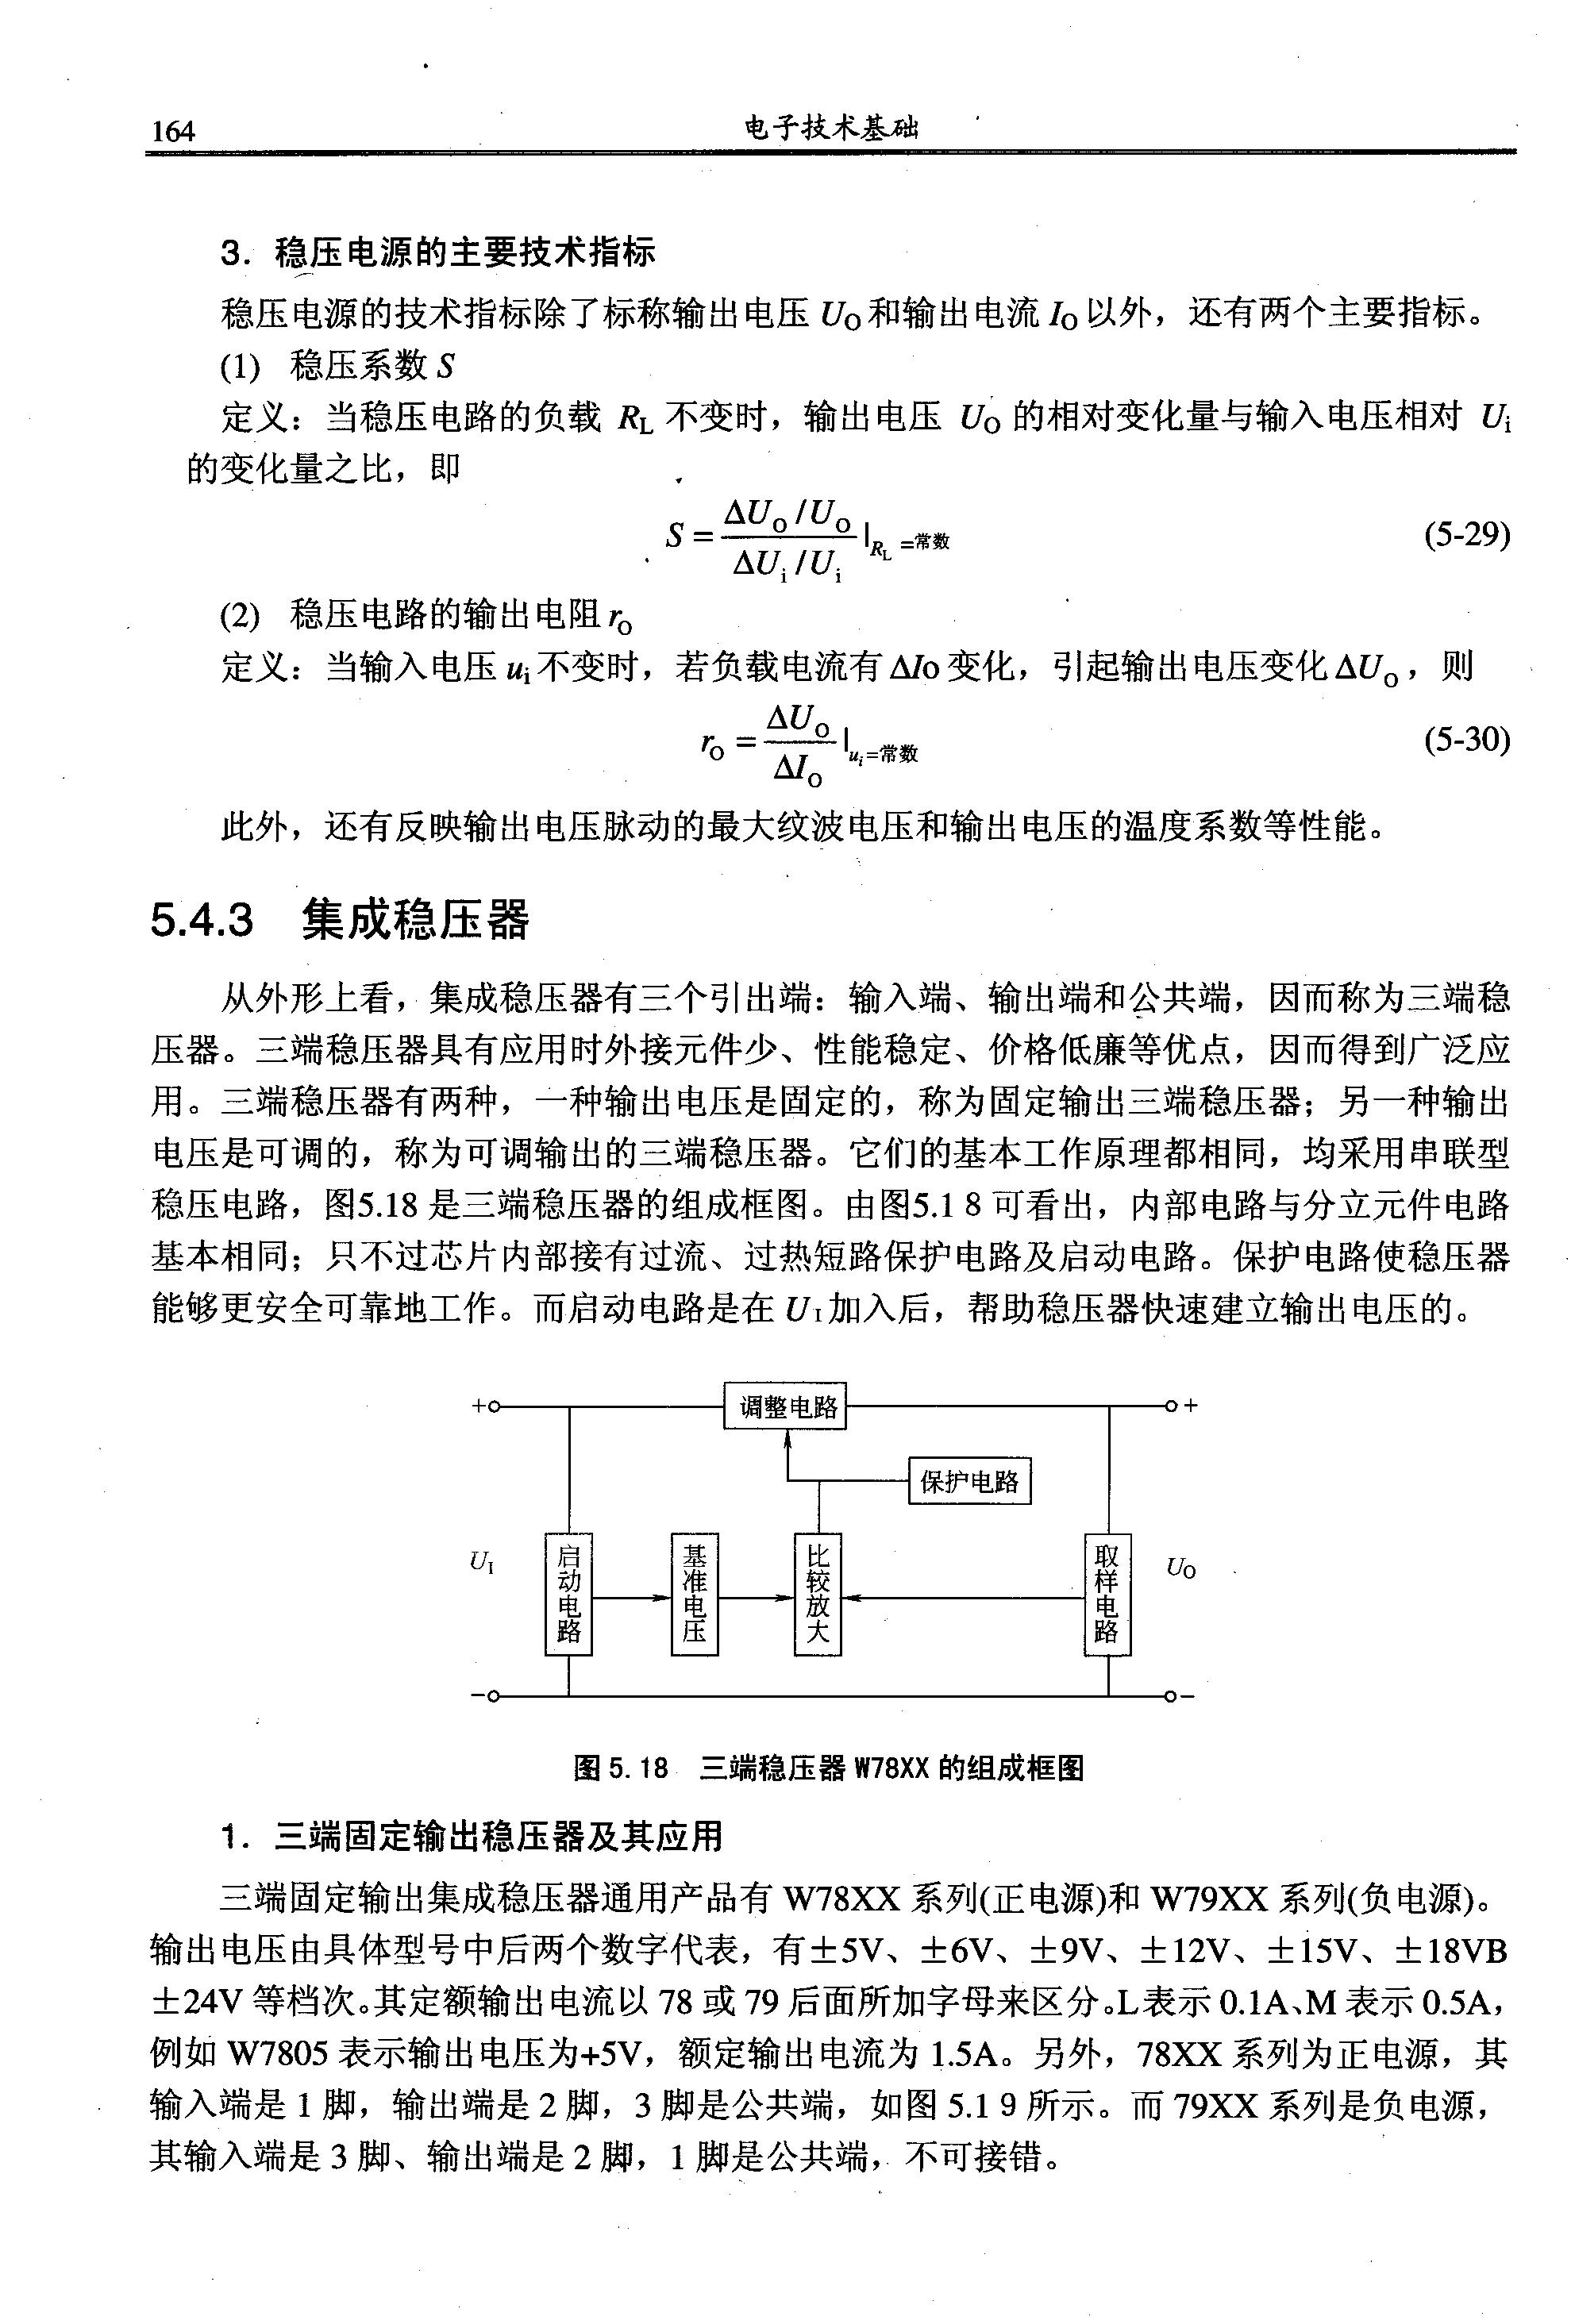 164
电子技术基础
3. 稳压电源的主要技术指标
稳压电源的技术指标除了标称输出电压 U_O 和输出电流 I_O 以外，还有两个主要指标。
(1) 稳压系数 S
定义：当稳压电路的负载 R_L 不变时，输出电压 U_O 的相对变化量与输入电压相对 U_i
的变化量之比，即
S = (ΔU_O/U_O)/(ΔU_i/U_i) |_{R_L=常数} (5-29)
(2) 稳压电路的输出电阻 r_O
定义：当输入电压 u_i 不变时，若负载电流有 ΔIo 变化，引起输出电压变化 ΔU_O，则
r_O = ΔU_O/ΔI_O |_{u_i=常数} (5-30)
此外，还有反映输出电压脉动的最大纹波电压和输出电压的温度系数等性能。
5.4.3 集成稳压器
从外形上看，集成稳压器有三个引出端：输入端、输出端和公共端，因而称为三端稳
压器。三端稳压器具有应用时外接元件少、性能稳定、价格低廉等优点，因而得到广泛应
用。三端稳压器有两种，一种输出电压是固定的，称为固定输出三端稳压器；另一种输出
电压是可调的，称为可调输出的三端稳压器。它们的基本工作原理都相同，均采用串联型
稳压电路，图5.18 是三端稳压器的组成框图。由图5.1 8 可看出，内部电路与分立元件电路
基本相同；只不过芯片内部接有过流、过热短路保护电路及启动电路。保护电路使稳压器
能够更安全可靠地工作。而启动电路是在 U_I 加入后，帮助稳压器快速建立输出电压的。
+ 调整电路 +
保护电路
U_I 启动电路 基准电压 比较放大 取样电路 U_O
− −
图 5.18 三端稳压器 W78XX 的组成框图
1. 三端固定输出稳压器及其应用
三端固定输出集成稳压器通用产品有 W78XX 系列(正电源)和 W79XX 系列(负电源)。
输出电压由具体型号中后两个数字代表，有±5V、±6V、±9V、±12V、±15V、±18VB
±24V 等档次。其定额输出电流以 78 或 79 后面所加字母来区分。L 表示 0.1A、M 表示 0.5A，
例如 W7805 表示输出电压为+5V，额定输出电流为 1.5A。另外，78XX 系列为正电源，其
输入端是 1 脚，输出端是 2 脚，3 脚是公共端，如图 5.1 9 所示。而 79XX 系列是负电源，
其输入端是 3 脚、输出端是 2 脚，1 脚是公共端，不可接错。